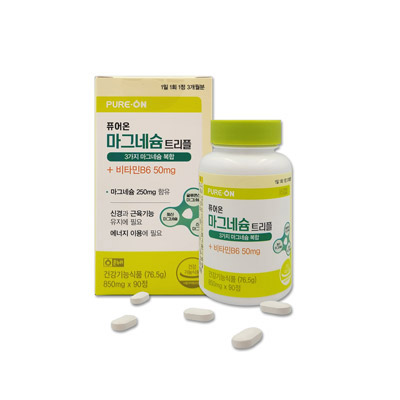 1일 1회 1정 3개월분
PURE-ON
퓨어온
마그네슘 트리플
3가지 마그네슘 복합
+ 비타민B6 50mg
• 마그네슘 250mg 함유
신경과 근육기능
유지에 필요
에너지 이용에 필요
건강기능식품 (76.5g)
850mg x 90정
PURE-ON
퓨어온
마그네슘 트리플
3가지 마그네슘 복합
+ 비타민B6 50mg
건강기능식품 (76.5g)
850mg x 90정